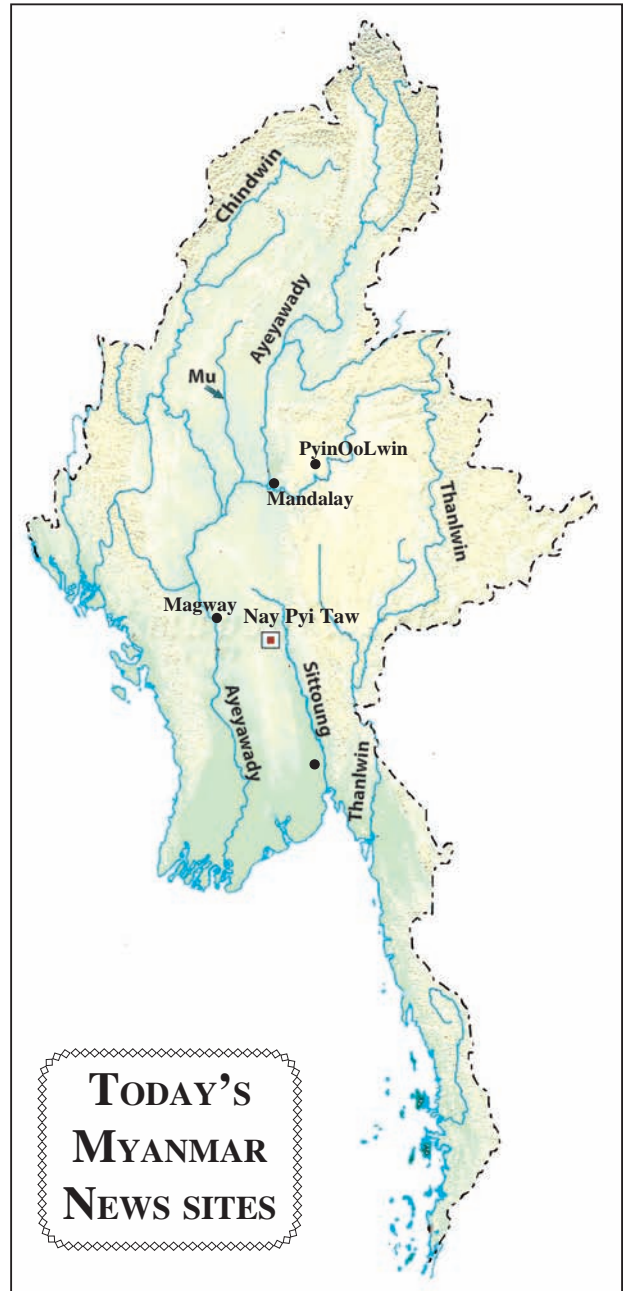 Chindwin
Ayeyawady
Mu
PyinOoLwin
Mandalay
Thanlwin
Magway
Nay Pyi Taw
Sittoung
Ayeyawady
Thanlwin
TODAY'S
MYANMAR
NEWS SITES